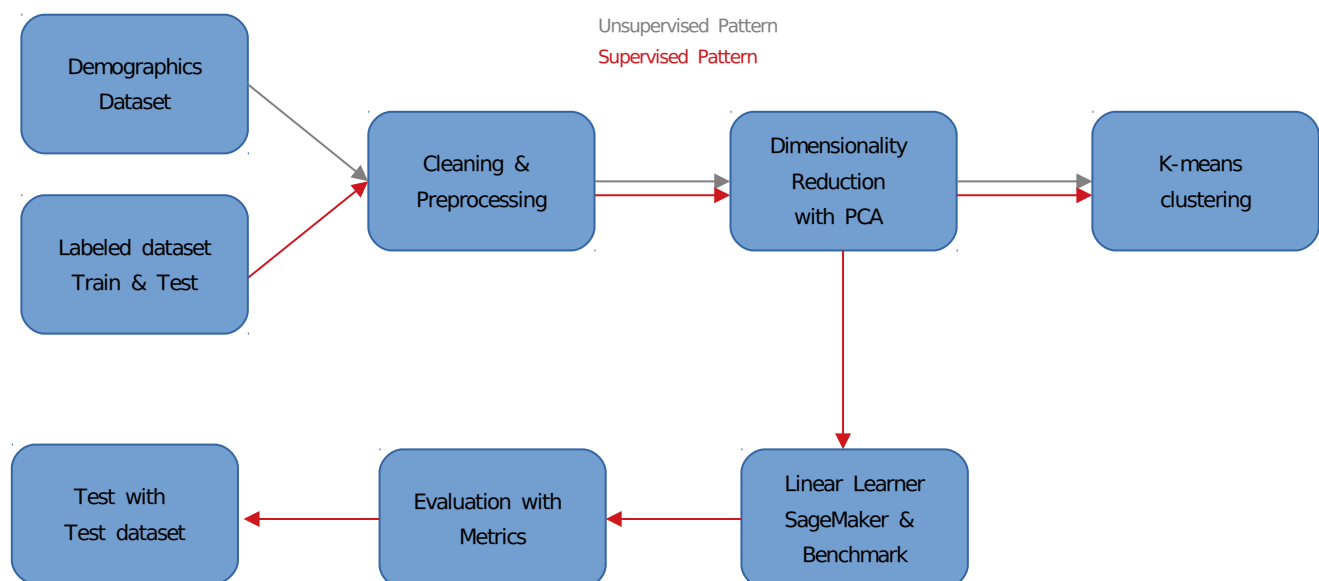 Unsupervised Pattern
Supervised Pattern
Demographics
Dataset
Cleaning &
Preprocessing
Dimensionality
Reduction
with PCA
K-means
clustering
Labeled dataset
Train & Test
Test with
Test dataset
Evaluation with
Metrics
Linear Learner
SageMaker &
Benchmark